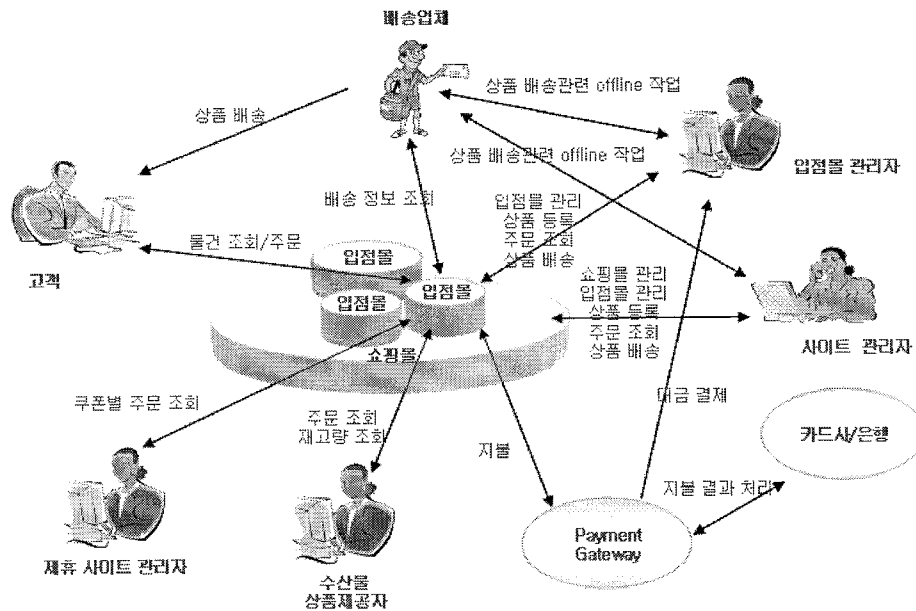 배송업체
상품 배송관련 offline 작업
상품 배송
상품 배송관련 offline 작업
입점몰 관리자
배송 정보 조회
입점몰 관리
상품 등록
주문 조회
상품 배송
물건 조회/주문
고객
입점몰
입점몰
입점몰
쇼핑몰
쇼핑몰 관리
입점몰 관리
상품 등록
주문 조회
상품 배송
사이트 관리자
쿠폰별 주문 조회
주문 조회
재고량 조회
지불
대금 결제
카드사/은행
지불 결과 처리
Payment
Gateway
제휴 사이트 관리자
수산물
상품제공자